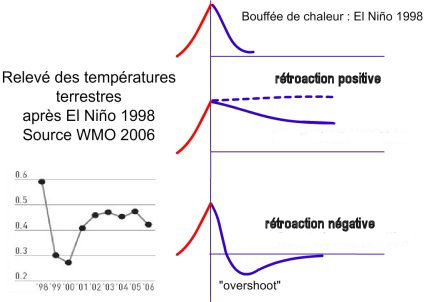 Bouffée de chaleur : El Niño 1998
Relevé des températures
terrestres
après El Niño 1998
Source WMO 2006
rétroaction positive
0.6
0.5
0.4
0.3
0.2
'98 '99 '00 '01 '02 '03 '04 '05 '06
rétroaction négative
"overshoot"